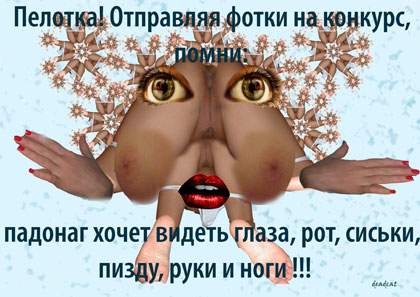 Пелотка! Отправляя фотки на конкурс,
помни:
падонаг хочет видеть глаза, рот, сиськи,
пизду, руки и ноги !!!
deadcat